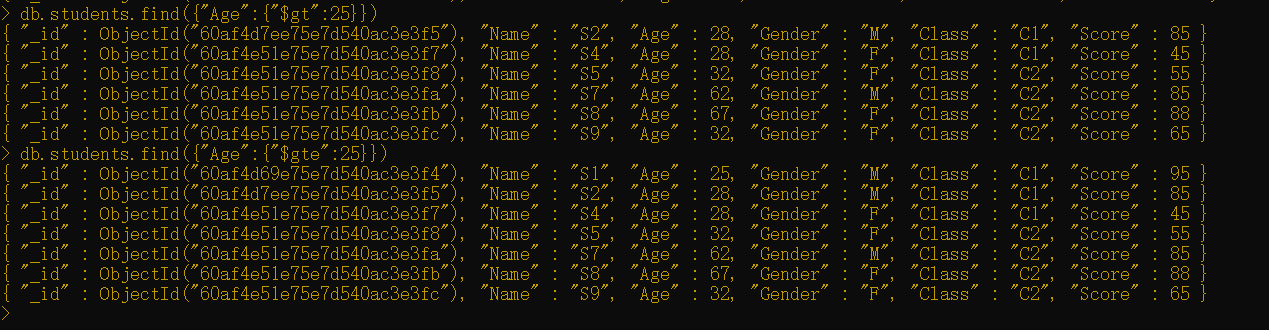 > db.students.find({"Age":{"$gt":25}})
{ "_id" : ObjectId("60af4d7ee75e7d540ac3e3f5"), "Name" : "S2", "Age" : 28, "Gender" : "M", "Class" : "C1", "Score" : 85 }
{ "_id" : ObjectId("60af4e51e75e7d540ac3e3f7"), "Name" : "S4", "Age" : 28, "Gender" : "F", "Class" : "C1", "Score" : 45 }
{ "_id" : ObjectId("60af4e51e75e7d540ac3e3f8"), "Name" : "S5", "Age" : 32, "Gender" : "F", "Class" : "C2", "Score" : 55 }
{ "_id" : ObjectId("60af4e51e75e7d540ac3e3fa"), "Name" : "S7", "Age" : 62, "Gender" : "M", "Class" : "C2", "Score" : 85 }
{ "_id" : ObjectId("60af4e51e75e7d540ac3e3fb"), "Name" : "S8", "Age" : 67, "Gender" : "F", "Class" : "C2", "Score" : 88 }
{ "_id" : ObjectId("60af4e51e75e7d540ac3e3fc"), "Name" : "S9", "Age" : 32, "Gender" : "F", "Class" : "C2", "Score" : 65 }
> db.students.find({"Age":{"$gte":25}})
{ "_id" : ObjectId("60af4d69e75e7d540ac3e3f4"), "Name" : "S1", "Age" : 25, "Gender" : "M", "Class" : "C1", "Score" : 95 }
{ "_id" : ObjectId("60af4d7ee75e7d540ac3e3f5"), "Name" : "S2", "Age" : 28, "Gender" : "M", "Class" : "C1", "Score" : 85 }
{ "_id" : ObjectId("60af4e51e75e7d540ac3e3f7"), "Name" : "S4", "Age" : 28, "Gender" : "F", "Class" : "C1", "Score" : 45 }
{ "_id" : ObjectId("60af4e51e75e7d540ac3e3f8"), "Name" : "S5", "Age" : 32, "Gender" : "F", "Class" : "C2", "Score" : 55 }
{ "_id" : ObjectId("60af4e51e75e7d540ac3e3fa"), "Name" : "S7", "Age" : 62, "Gender" : "M", "Class" : "C2", "Score" : 85 }
{ "_id" : ObjectId("60af4e51e75e7d540ac3e3fb"), "Name" : "S8", "Age" : 67, "Gender" : "F", "Class" : "C2", "Score" : 88 }
{ "_id" : ObjectId("60af4e51e75e7d540ac3e3fc"), "Name" : "S9", "Age" : 32, "Gender" : "F", "Class" : "C2", "Score" : 65 }
>